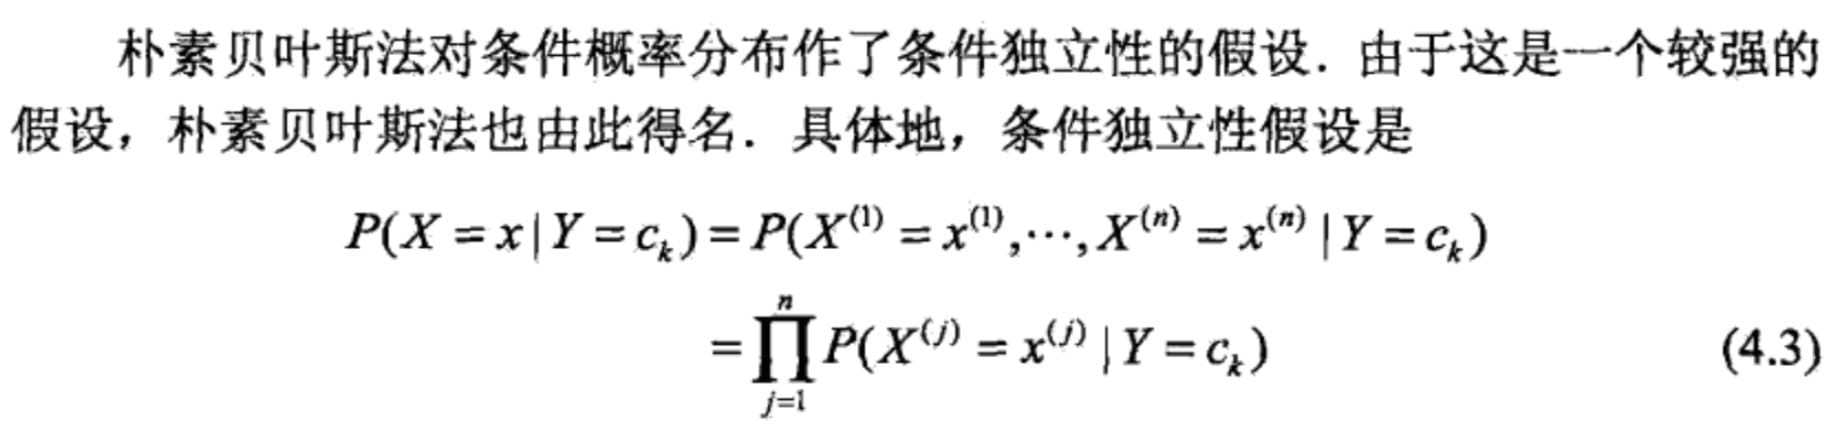 朴素贝叶斯法对条件概率分布作了条件独立性的假设．由于这是一个较强的
假设，朴素贝叶斯法也由此得名．具体地，条件独立性假设是
P(X = x | Y = c_k) = P(X^{(1)} = x^{(1)}, ⋯, X^{(n)} = x^{(n)} | Y = c_k)
= ∏_{j=1}^{n} P(X^{(j)} = x^{(j)} | Y = c_k) (4.3)